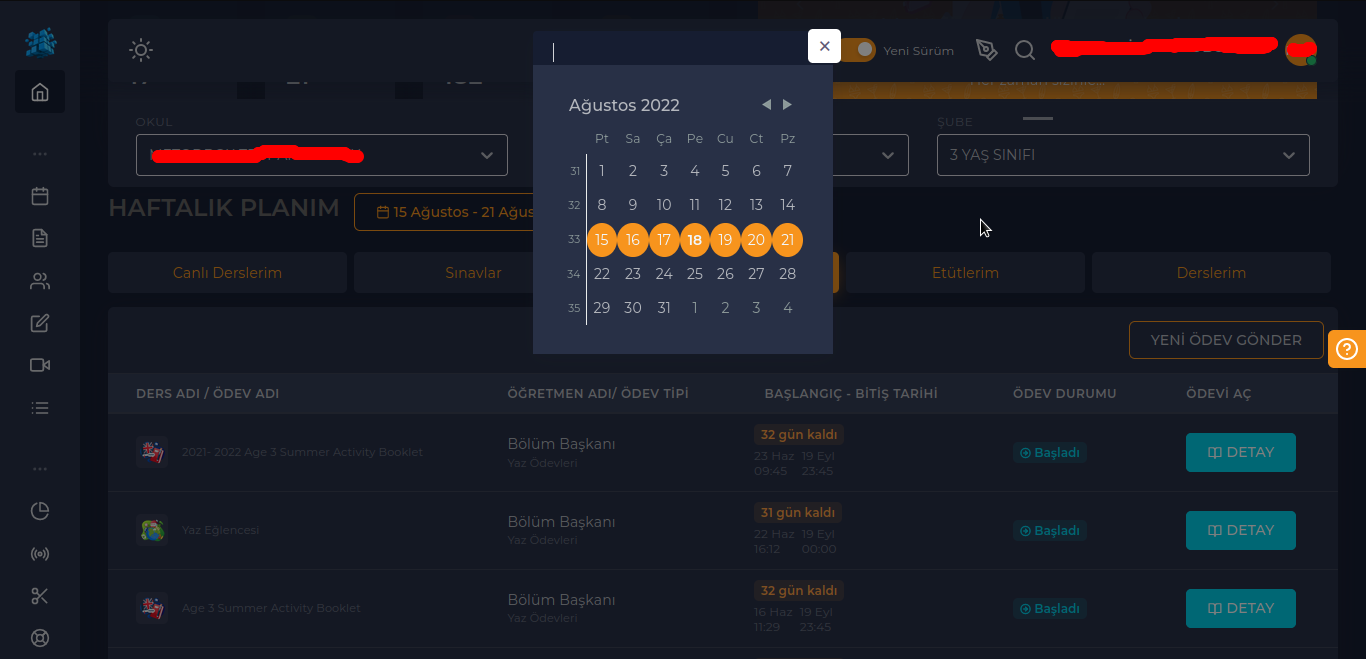 Yeni Sürüm
Her zaman sizinle...
OKUL
ŞUBE
3 YAŞ SINIFI
HAFTALIK PLANIM
15 Ağustos - 21 Ağus
Ağustos 2022
Pt Sa Ça Pe Cu Ct Pz
31 1 2 3 4 5 6 7
32 8 9 10 11 12 13 14
33 15 16 17 18 19 20 21
34 22 23 24 25 26 27 28
35 29 30 31 1 2 3 4
Canlı Derslerim
Sınavlar
Etütlerim
Derslerim
YENİ ÖDEV GÖNDER
DERS ADI / ÖDEV ADI
ÖĞRETMEN ADI/ ÖDEV TİPİ
BAŞLANGIÇ - BİTİŞ TARİHİ
ÖDEV DURUMU
ÖDEVİ AÇ
2021- 2022 Age 3 Summer Activity Booklet
Bölüm Başkanı
Yaz Ödevleri
32 gün kaldı
23 Haz 19 Eyl
09:45 23:45
Başladı
DETAY
Yaz Eğlencesi
Bölüm Başkanı
Yaz Ödevleri
31 gün kaldı
22 Haz 19 Eyl
16:12 00:00
Başladı
DETAY
Age 3 Summer Activity Booklet
Bölüm Başkanı
Yaz Ödevleri
32 gün kaldı
16 Haz 19 Eyl
11:29 23:45
Başladı
DETAY